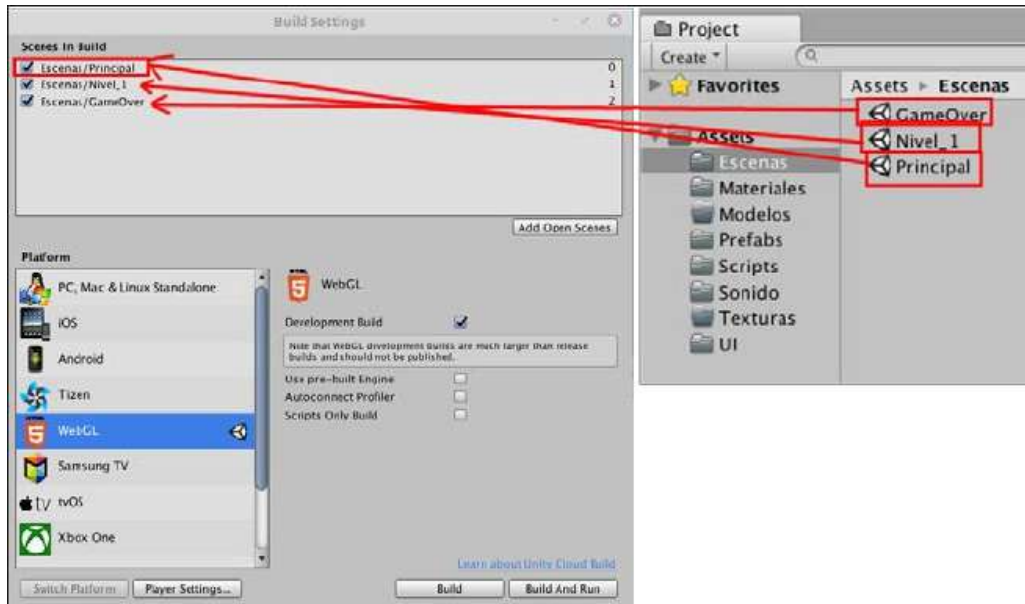 Build Settings
Scenes In Build
Escenas/Principal 0
Escenas/Nivel_1 1
Escenas/GameOver 2
Add Open Scenes
Platform
PC, Mac & Linux Standalone
iOS
Android
Tizen
WebGL
Samsung TV
tv tvOS
Xbox One
WebGL
Development Build
Note that WebGL development builds are much larger than release
builds and should not be published.
Use pre-built Engine
Autoconnect Profiler
Scripts Only Build
Learn about Unity Cloud Build
Switch Platform
Player Settings...
Build
Build And Run
Project
Create
Favorites
Assets
Escenas
Materiales
Modelos
Prefabs
Scripts
Sonido
Texturas
UI
Assets ▸ Escenas
GameOver
Nivel_1
Principal